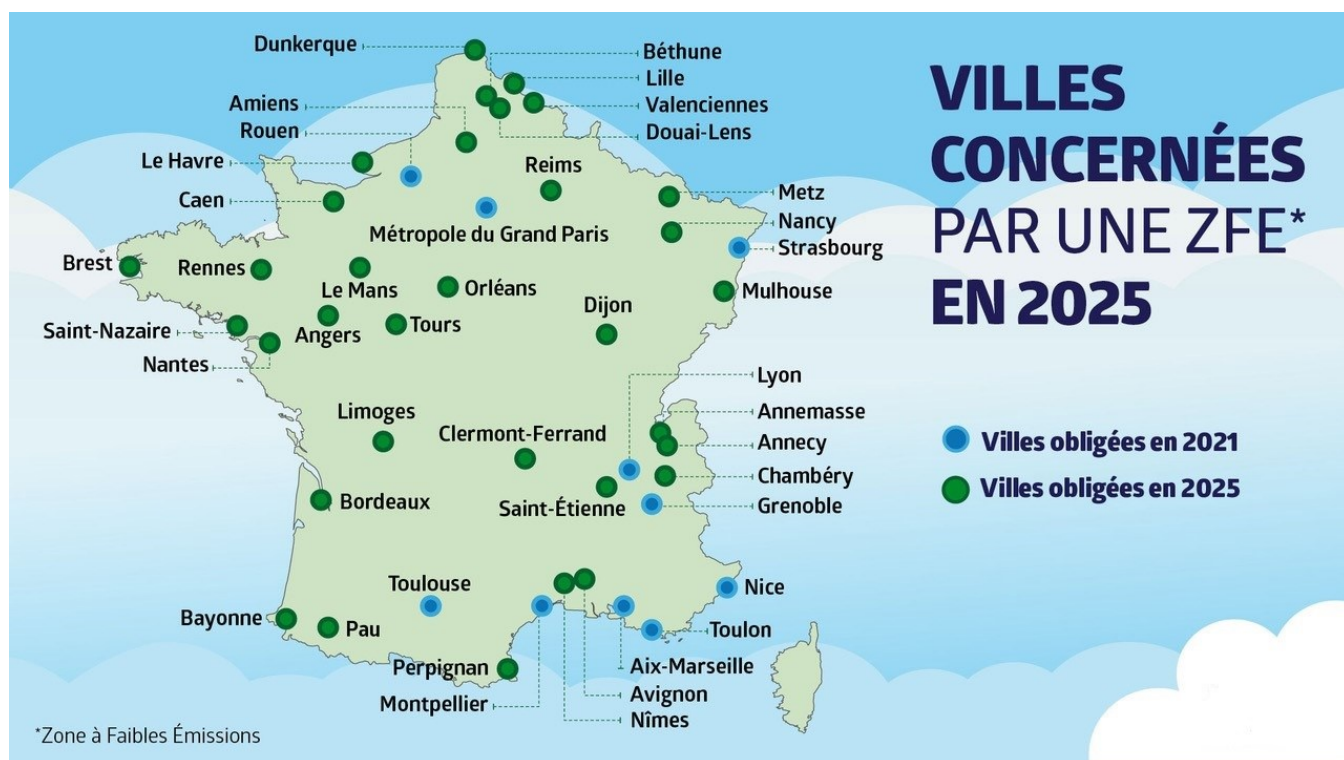 VILLES
CONCERNÉES
PAR UNE ZFE*
EN 2025
Villes obligées en 2021
Villes obligées en 2025
Dunkerque
Béthune
Lille
Amiens
Valenciennes
Rouen
Douai-Lens
Le Havre
Reims
Caen
Metz
Nancy
Métropole du Grand Paris
Strasbourg
Brest
Rennes
Le Mans
Orléans
Mulhouse
Dijon
Saint-Nazaire
Angers
Tours
Nantes
Lyon
Limoges
Annemasse
Clermont-Ferrand
Annecy
Chambéry
Bordeaux
Saint-Étienne
Grenoble
Toulouse
Nice
Bayonne
Pau
Toulon
Perpignan
Aix-Marseille
Montpellier
Avignon
Nîmes
*Zone à Faibles Émissions